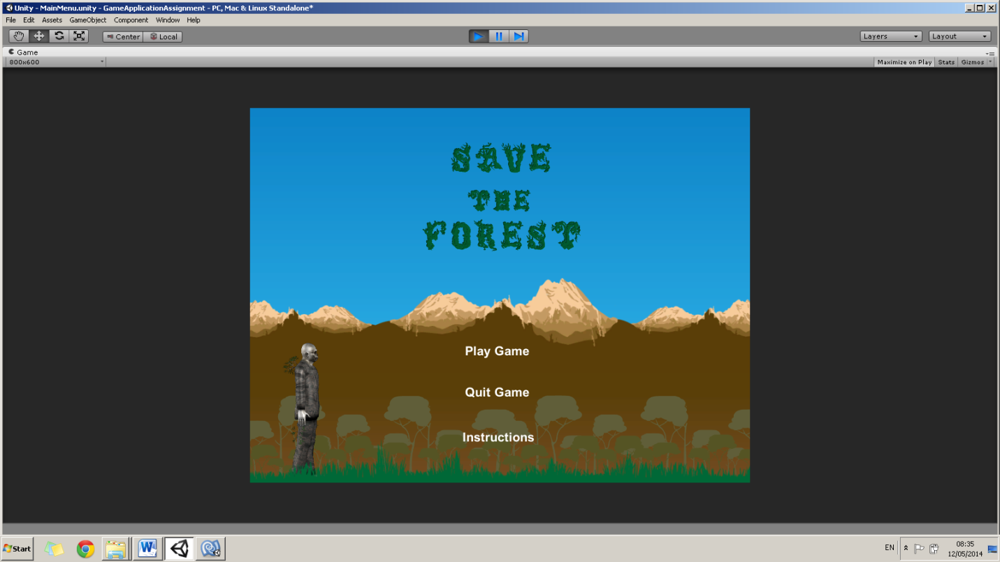 Unity - MainMenu.unity - GameApplicationAssignment - PC, Mac & Linux Standalone*
File Edit Assets GameObject Component Window Help
Center Local Layers Layout
Game
800x600 Maximize on Play Stats Gizmos
SAVE
THE
FOREST
Play Game
Quit Game
Instructions
Start W EN 08:35
12/05/2014